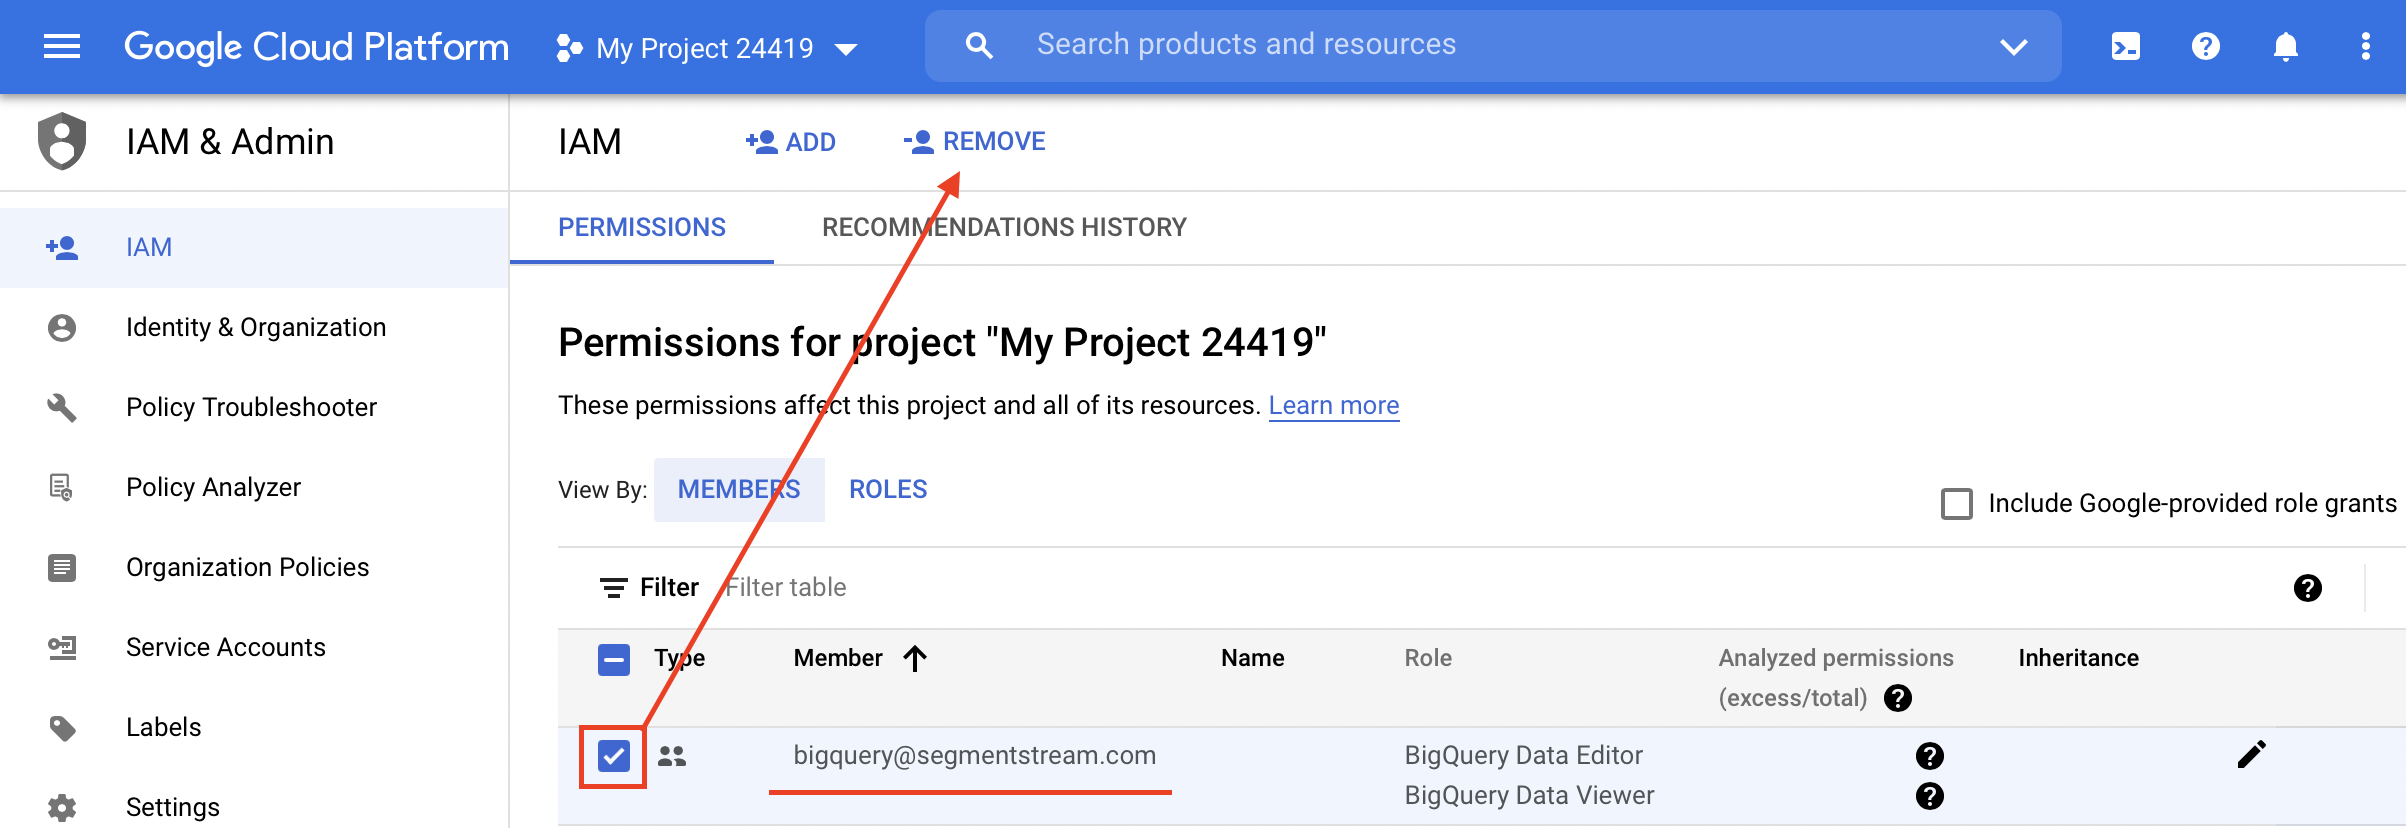 Google Cloud Platform
My Project 24419
Search products and resources
IAM & Admin
IAM
ADD
REMOVE
IAM
Identity & Organization
Policy Troubleshooter
Policy Analyzer
Organization Policies
Service Accounts
Labels
Settings
PERMISSIONS
RECOMMENDATIONS HISTORY
Permissions for project "My Project 24419"
These permissions affect this project and all of its resources. Learn more
View By: MEMBERS ROLES
Include Google-provided role grants
Filter Filter table
Type Member Name Role Analyzed permissions (excess/total) Inheritance
bigquery@segmentstream.com BigQuery Data Editor
BigQuery Data Viewer